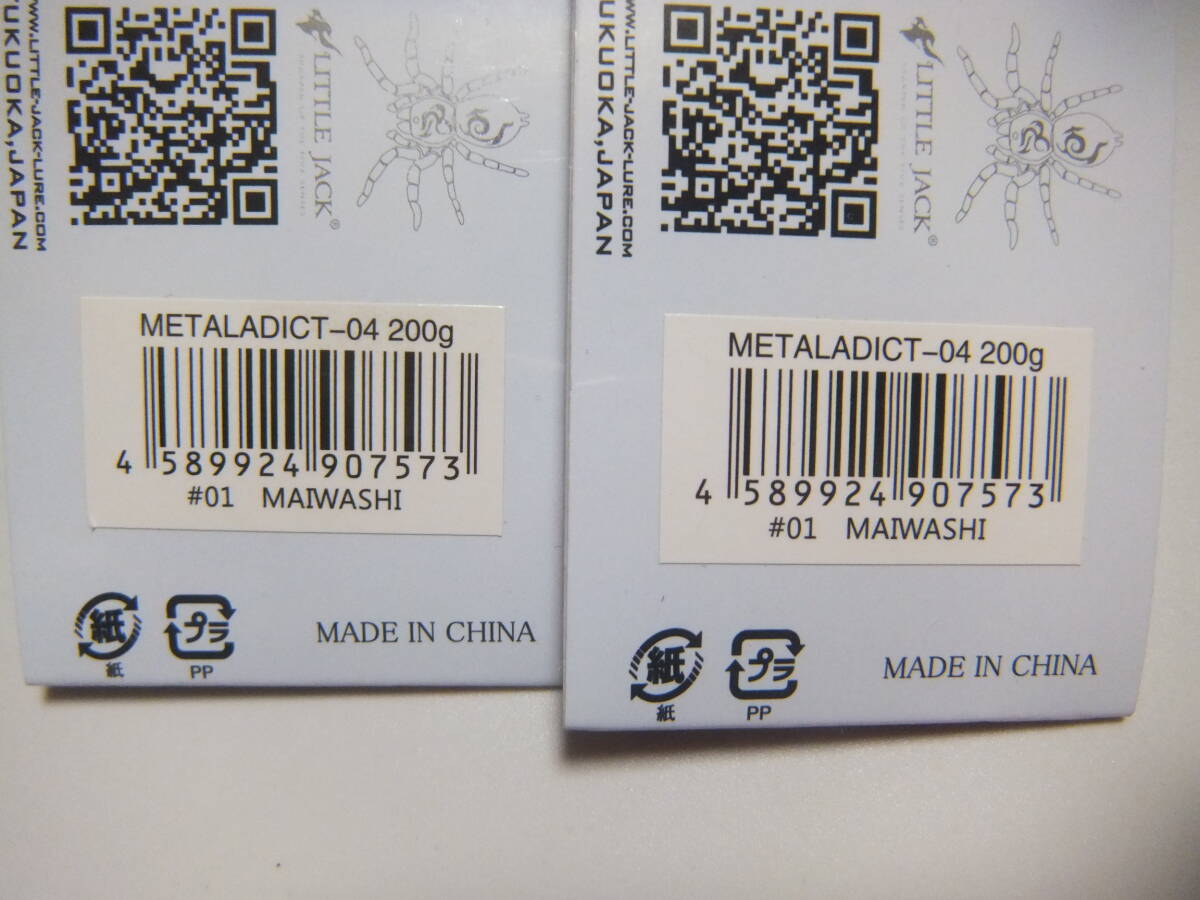 WWW.LITTLE-JACK-LURE.COM
UKUOKA,JAPAN
LITTLE JACK®
METALADICT-04 200g
4 589924 907573
#01 MAIWASHI
紙
紙
プラ
PP
MADE IN CHINA
WWW.LITTLE-JACK-LURE.COM
UKUOKA,JAPAN
LITTLE JACK®
METALADICT-04 200g
4 589924 907573
#01 MAIWASHI
紙
紙
プラ
PP
MADE IN CHINA